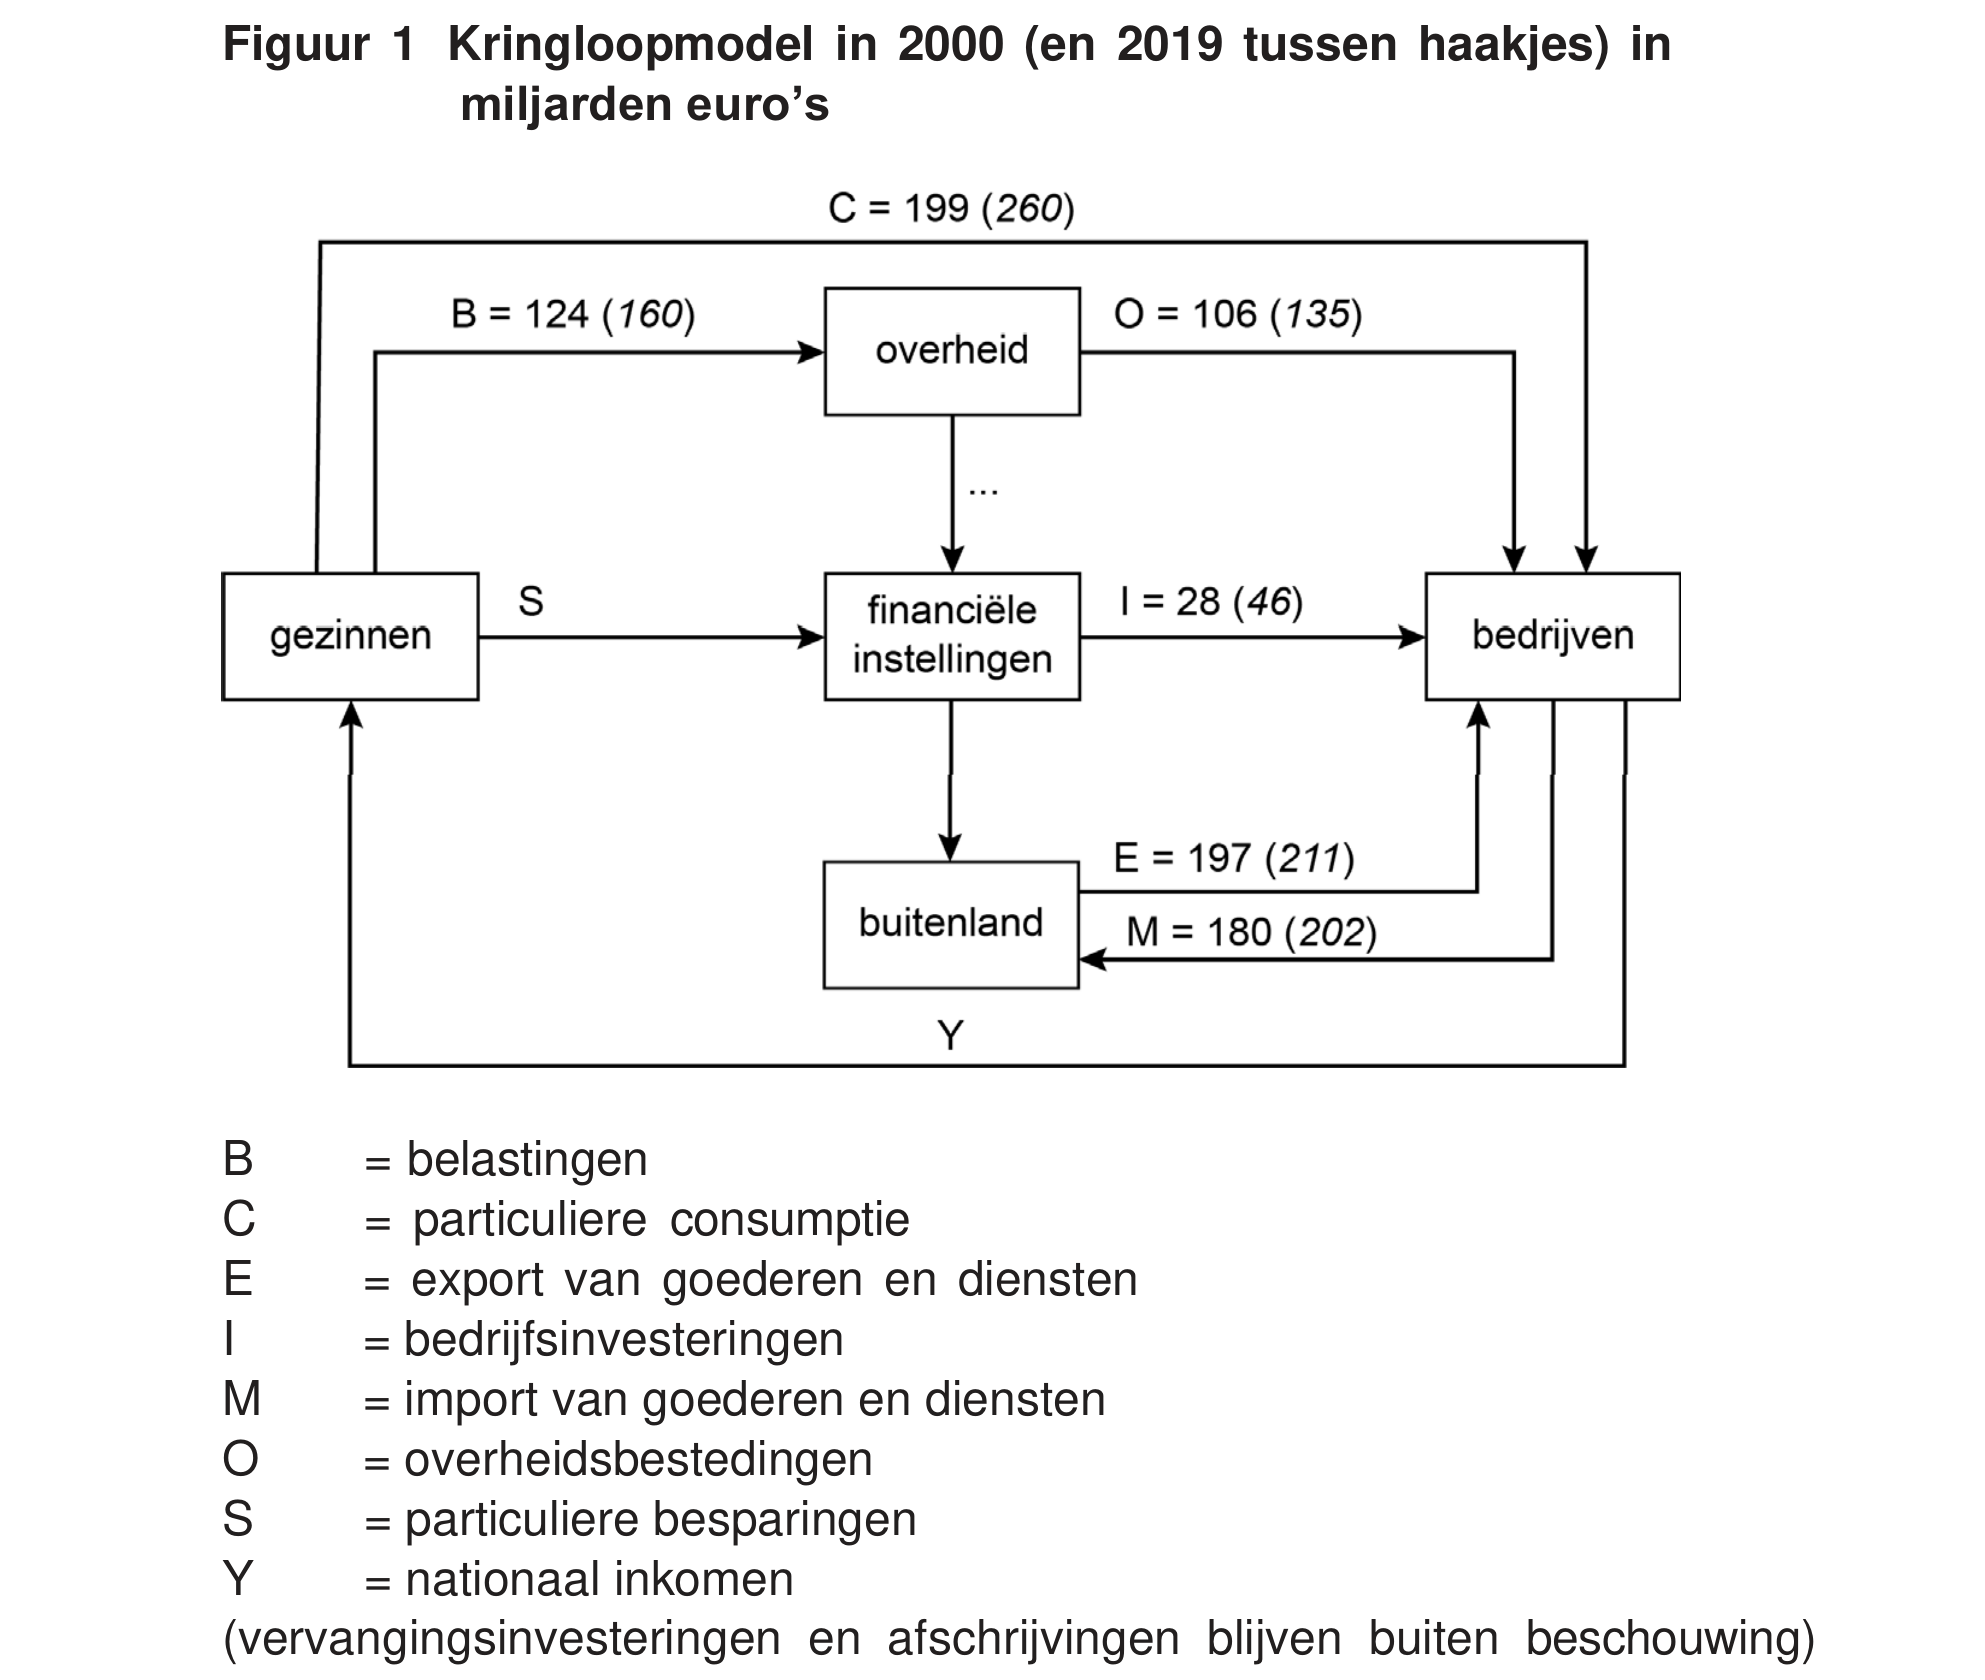 Figuur 1 Kringloopmodel in 2000 (en 2019 tussen haakjes) in
miljarden euro’s
C = 199 (260)
B = 124 (160)
overheid
O = 106 (135)
...
gezinnen
S
financiële
instellingen
I = 28 (46)
bedrijven
buitenland
E = 197 (211)
M = 180 (202)
Y
B = belastingen
C = particuliere consumptie
E = export van goederen en diensten
I = bedrijfsinvesteringen
M = import van goederen en diensten
O = overheidsbestedingen
S = particuliere besparingen
Y = nationaal inkomen
(vervangingsinvesteringen en afschrijvingen blijven buiten beschouwing)